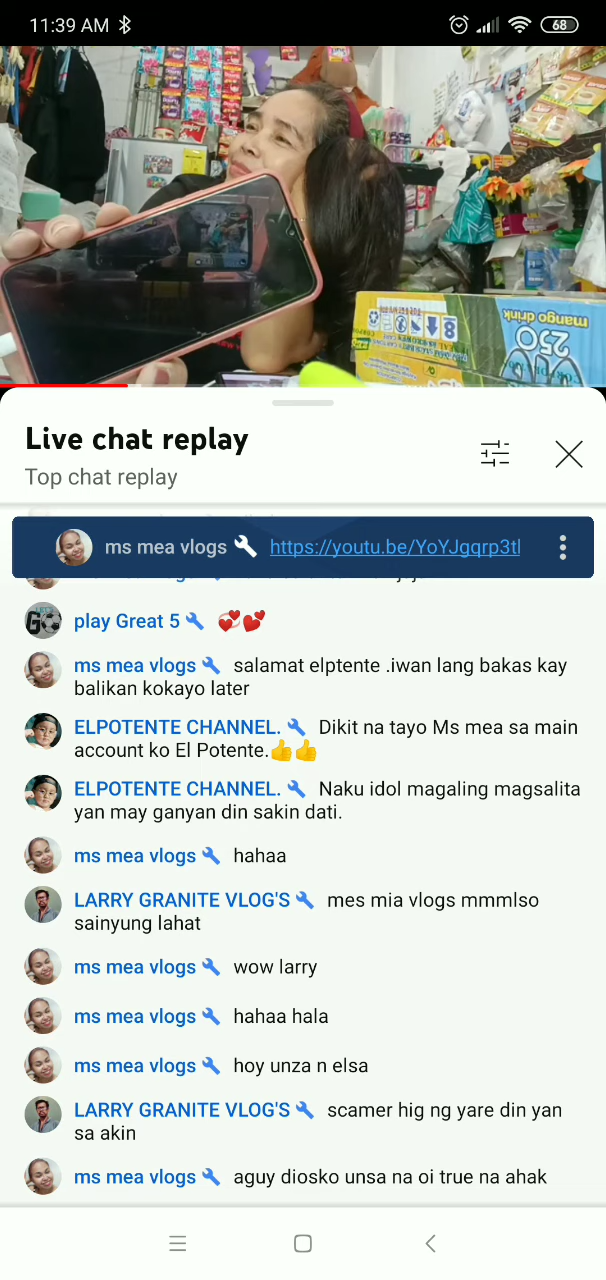 11:39 AM
68
mango drink
250
8
Live chat replay
Top chat replay
ms mea vlogs https://youtu.be/YoYJgqrp3tl
play Great 5 💞💕
ms mea vlogs salamat elptente .iwan lang bakas kay
balikan kokayo later
ELPOTENTE CHANNEL. Dikit na tayo Ms mea sa main
account ko El Potente.👍👍
ELPOTENTE CHANNEL. Naku idol magaling magsalita
yan may ganyan din sakin dati.
ms mea vlogs hahaa
LARRY GRANITE VLOG'S mes mia vlogs mmmlso
sainyung lahat
ms mea vlogs wow larry
ms mea vlogs hahaa hala
ms mea vlogs hoy unza n elsa
LARRY GRANITE VLOG'S scamer hig ng yare din yan
sa akin
ms mea vlogs aguy diosko unsa na oi true na ahak